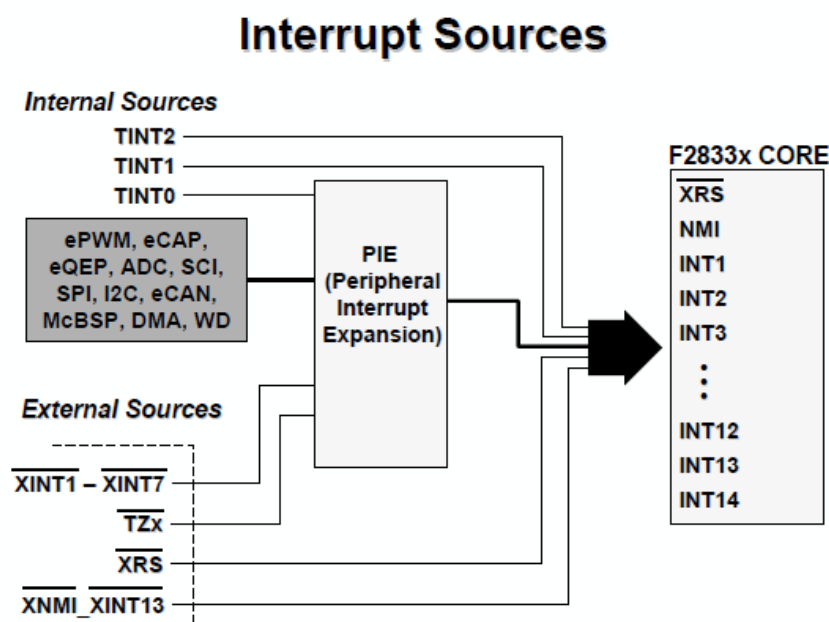 Interrupt Sources
Internal Sources
TINT2
TINT1
TINT0
ePWM, eCAP,
eQEP, ADC, SCI,
SPI, I2C, eCAN,
McBSP, DMA, WD
PIE
(Peripheral
Interrupt
Expansion)
External Sources
XINT1 – XINT7
TZx
XRS
XNMI_XINT13
F2833x CORE
XRS
NMI
INT1
INT2
INT3
⋮
INT12
INT13
INT14